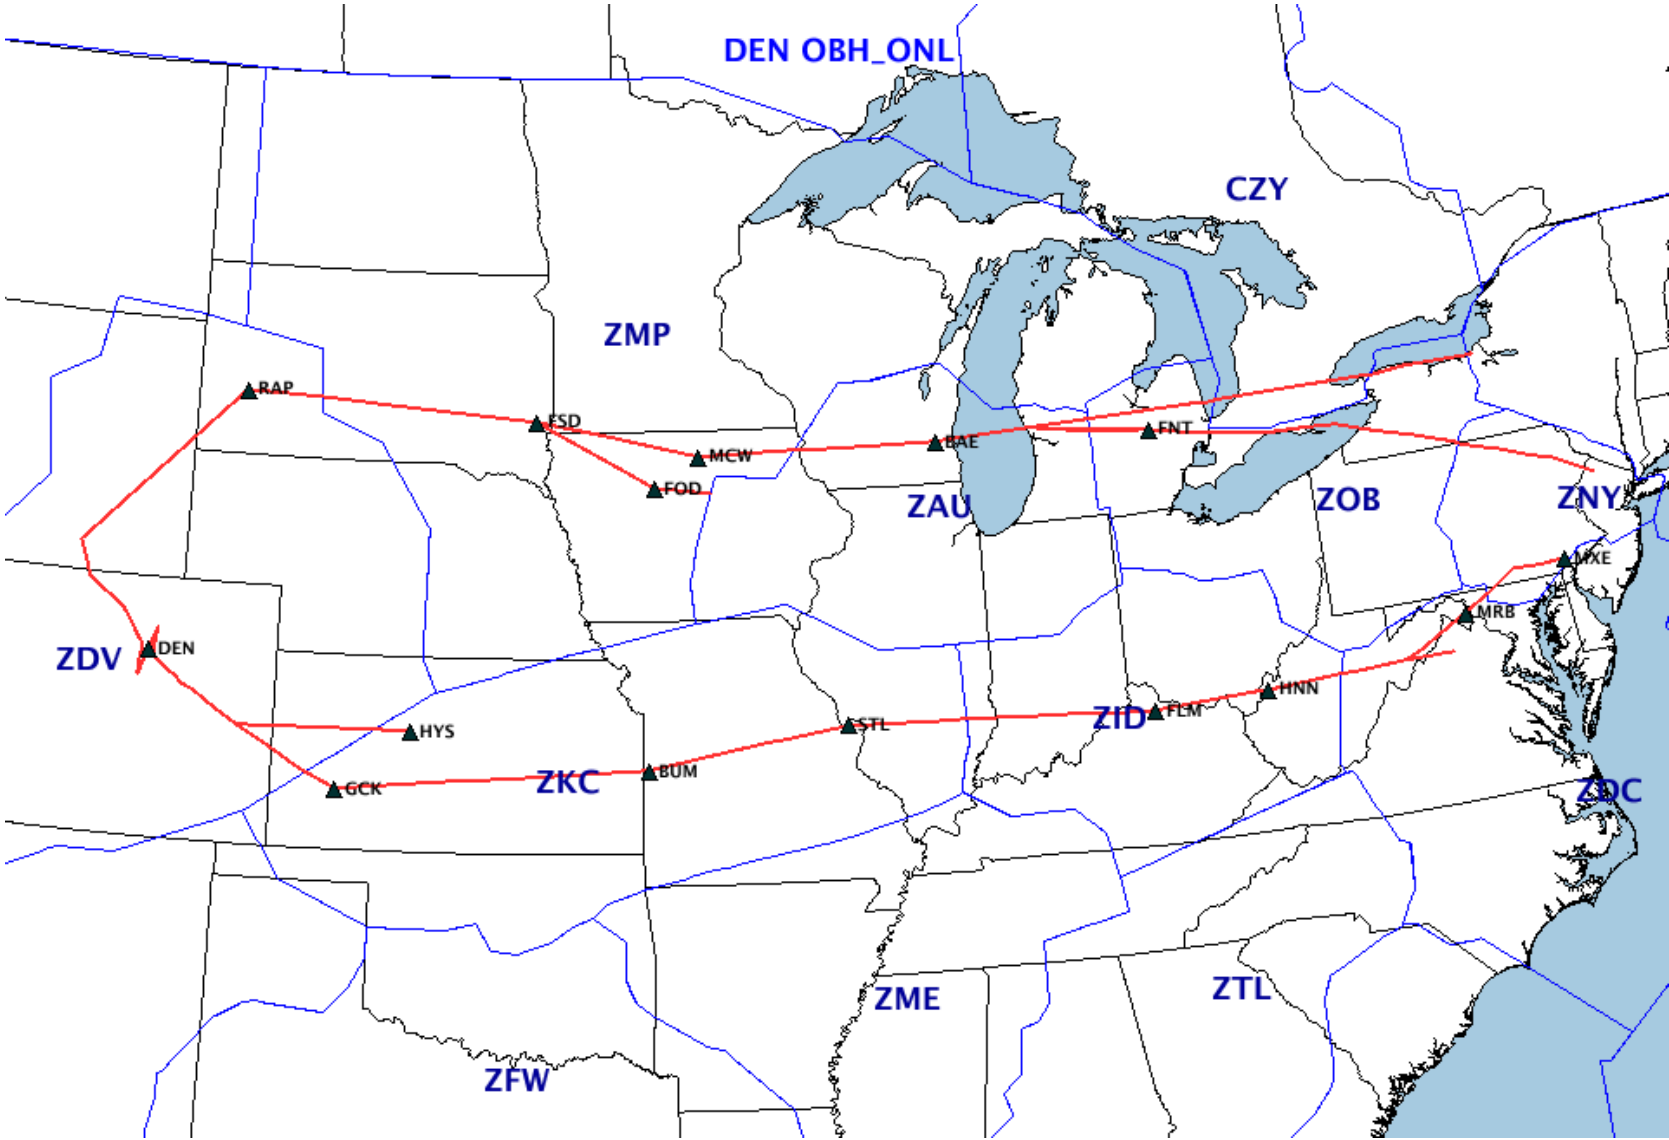 DEN OBH_ONL
CZY
ZMP
RAP
FSD
MCW
BAE
FNT
FOD
ZAU
ZOB
ZNY
MXE
MRB
DEN
ZDV
HNN
ZID
FLM
HYS
STL
BUM
ZKC
GCK
ZDC
ZME
ZTL
ZFW